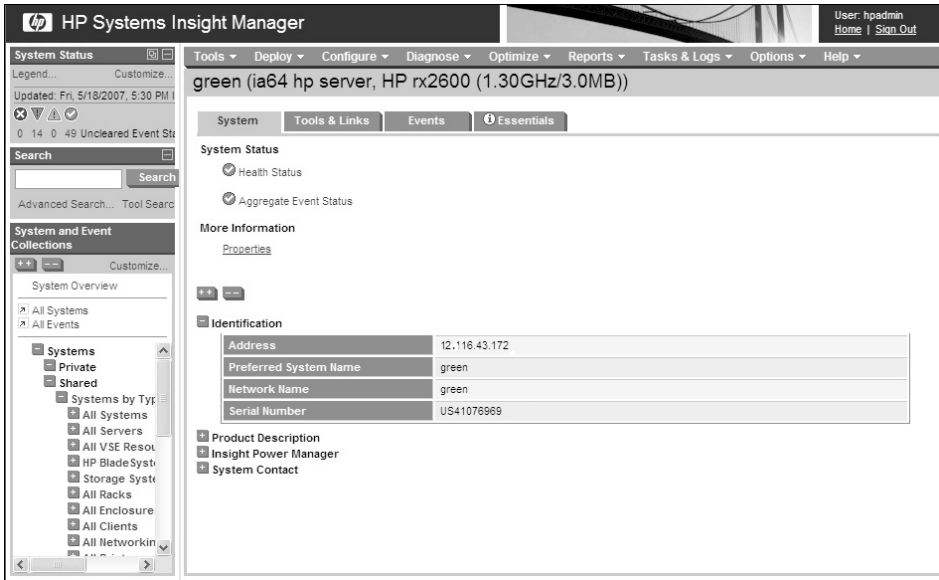 hp HP Systems Insight Manager
User: hpadmin
Home | Sign Out
System Status
Legend... Customize...
Updated: Fri, 5/18/2007, 5:30 PM
0 14 0 49 Uncleared Event Sta
Search
Search
Advanced Search... Tool Searc
System and Event
Collections
Customize...
System Overview
All Systems
All Events
Systems
Private
Shared
Systems by Typ
All Systems
All Servers
All VSE Resou
HP BladeSyste
Storage Syste
All Racks
All Enclosure
All Clients
All Networkin
Tools Deploy Configure Diagnose Optimize Reports Tasks & Logs Options Help
green (ia64 hp server, HP rx2600 (1.30GHz/3.0MB))
System Tools & Links Events Essentials
System Status
Health Status
Aggregate Event Status
More Information
Properties
Identification
Address 12.116.43.172
Preferred System Name green
Network Name green
Serial Number US41076969
Product Description
Insight Power Manager
System Contact